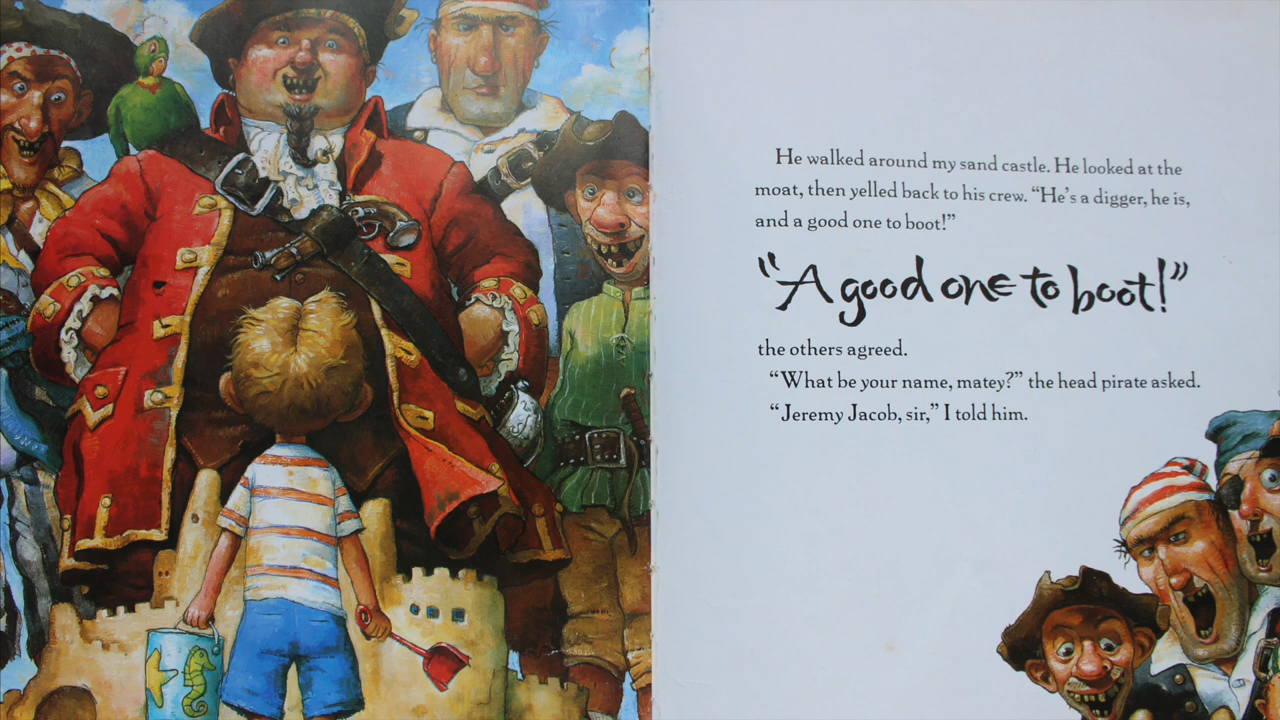 He walked around my sand castle. He looked at the
moat, then yelled back to his crew. “He’s a digger, he is,
and a good one to boot!”
“A good one to boot!”
the others agreed.
“What be your name, matey?” the head pirate asked.
“Jeremy Jacob, sir,” I told him.